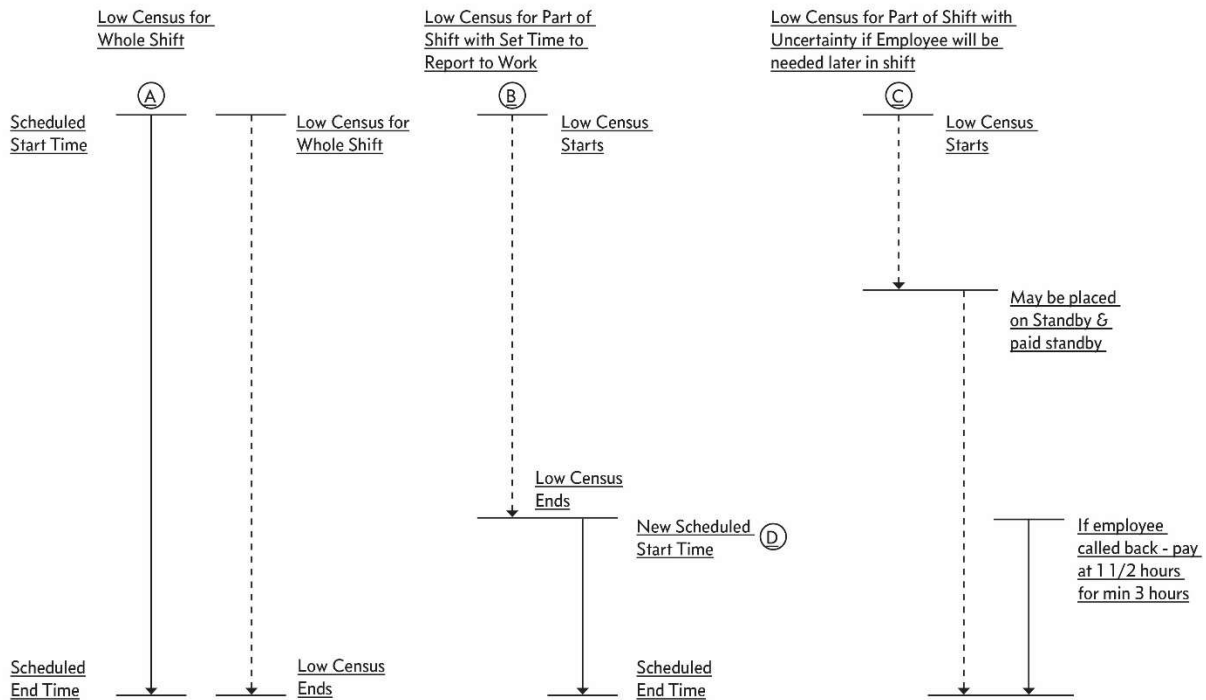 Low Census for
Whole Shift
Low Census for Part of
Shift with Set Time to
Report to Work
Low Census for Part of Shift with
Uncertainty if Employee will be
needed later in shift
A
B
C
Scheduled
Start Time
Low Census for
Whole Shift
Low Census
Starts
Low Census
Starts
May be placed
on Standby &
paid standby
Low Census
Ends
New Scheduled
Start Time
D
If employee
called back - pay
at 1 1/2 hours
for min 3 hours
Scheduled
End Time
Low Census
Ends
Scheduled
End Time